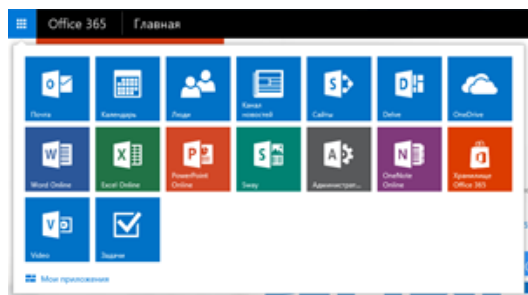 Office 365 Главная
Почта Календарь Люди Канал новостей Сайты Delve OneDrive
Word Online Excel Online PowerPoint Online Sway Администрат... OneNote Online Хранилище Office 365
Video Задачи
Мои приложения